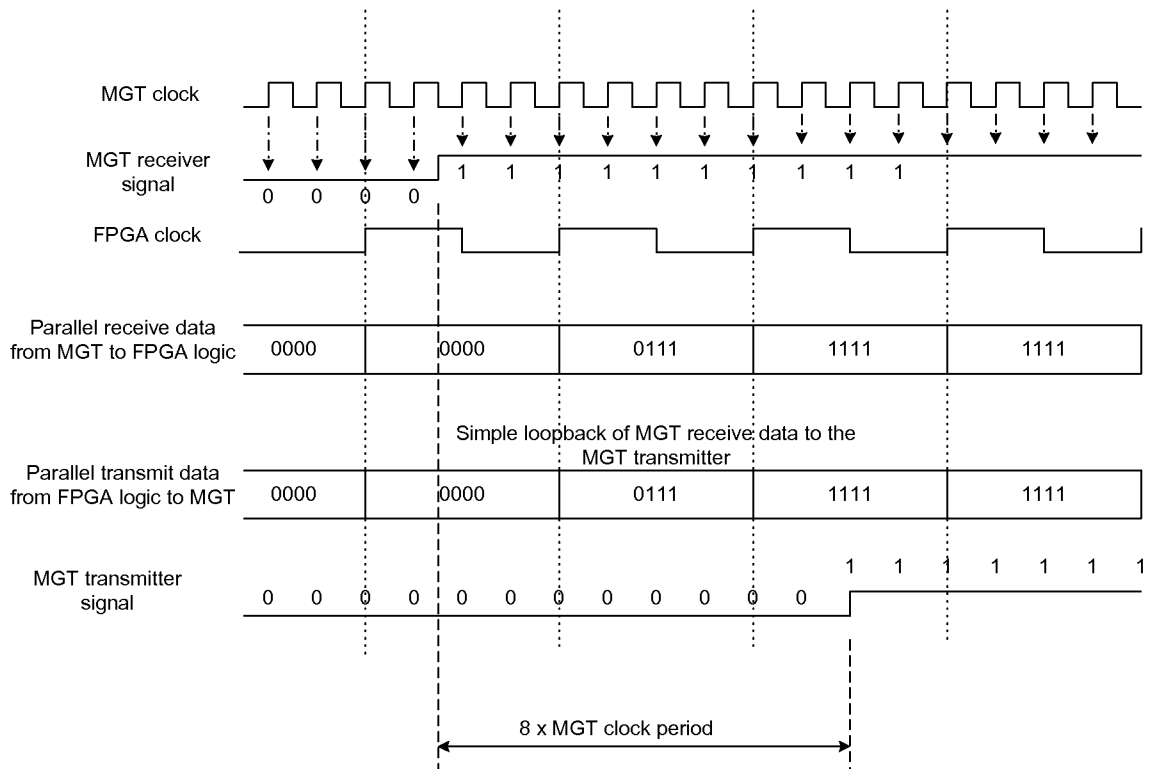 MGT clock
MGT receiver
signal
1 1 1 1 1 1 1 1 1 1
0 0 0 0
FPGA clock
Parallel receive data
from MGT to FPGA logic
0000 0000 0111 1111 1111
Simple loopback of MGT receive data to the
MGT transmitter
Parallel transmit data
from FPGA logic to MGT
0000 0000 0111 1111 1111
1 1 1 1 1 1 1
MGT transmitter
signal
0 0 0 0 0 0 0 0 0 0 0 0
8 x MGT clock period